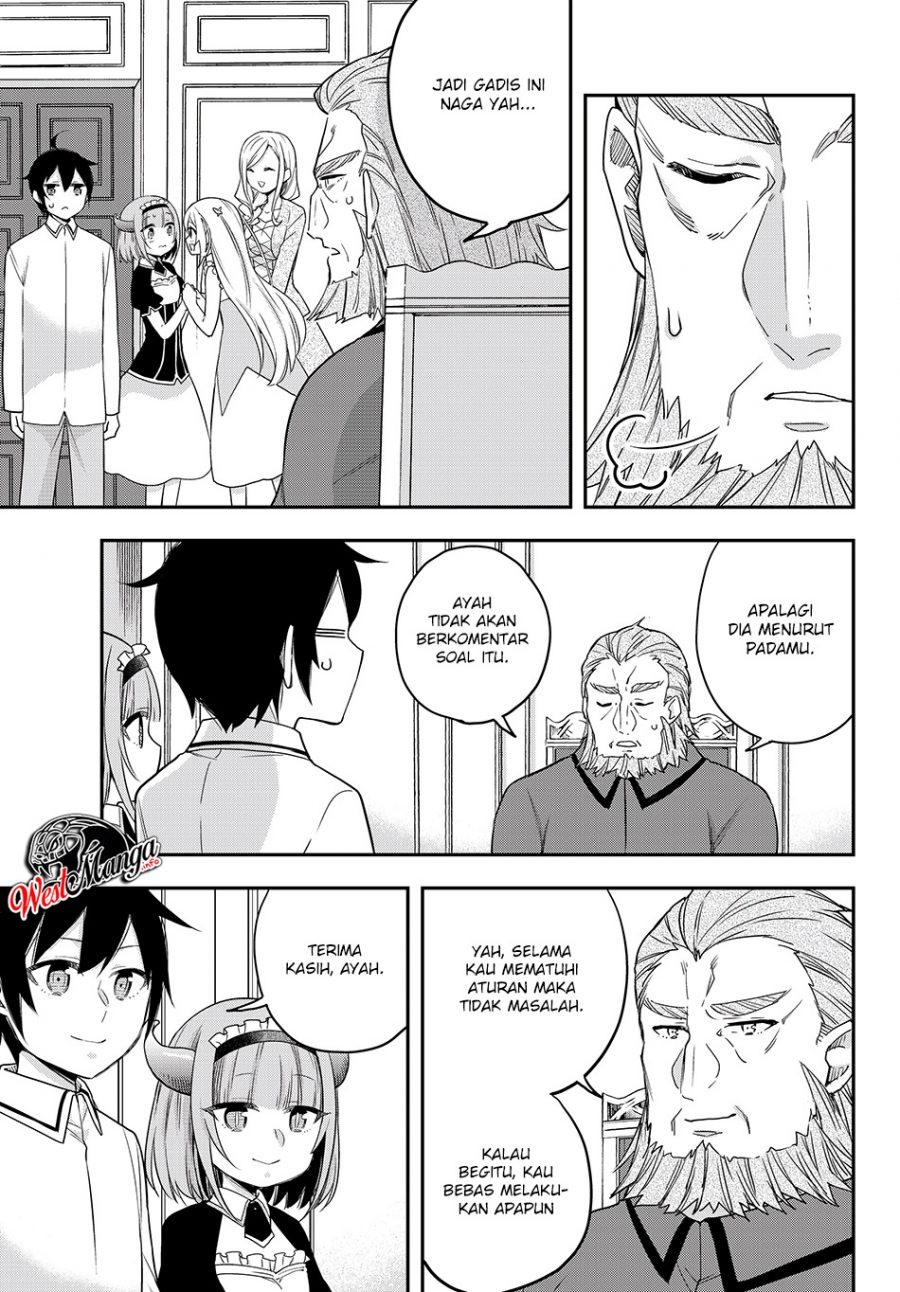 JADI GADIS INI
NAGA YAH...
APALAGI
DIA MENURUT
PADAMU.
AYAH
TIDAK AKAN
BERKOMENTAR
SOAL ITU.
YAH, SELAMA
KAU MEMATUHI
ATURAN MAKA
TIDAK MASALAH.
KALAU
BEGITU, KAU
BEBAS MELAKU-
KAN APAPUN
TERIMA
KASIH, AYAH.
WestManga
.info